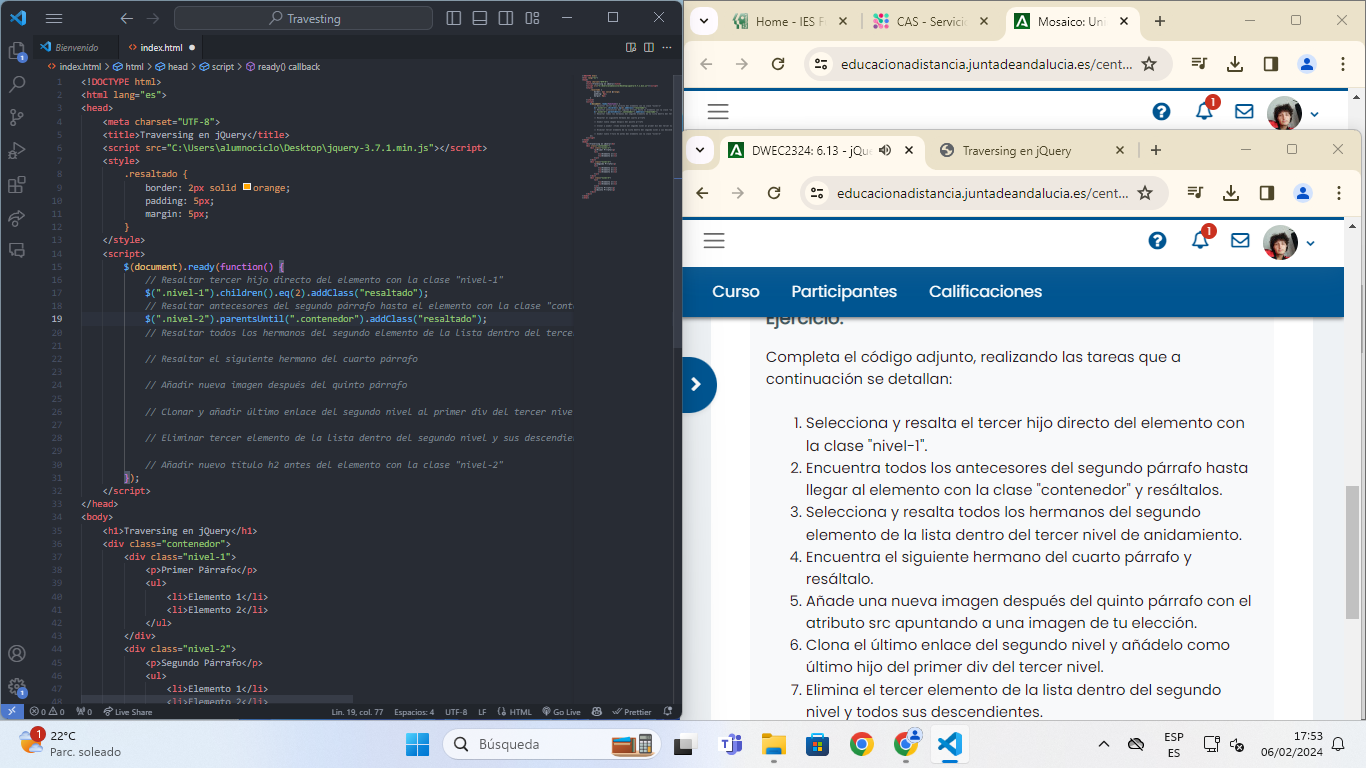 Travesting
Bienvenido
index.html
index.html > html > head > script > ready() callback
1 <!DOCTYPE html>
2 <html lang="es">
3 <head>
4 <meta charset="UTF-8">
5 <title>Traversing en jQuery</title>
6 <script src="C:\Users\alumnociclo\Desktop\jquery-3.7.1.min.js"></script>
7 <style>
8 .resaltado {
9 border: 2px solid orange;
10 padding: 5px;
11 margin: 5px;
12 }
13 </style>
14 <script>
15 $(document).ready(function() {
16 // Resaltar tercer hijo directo del elemento con la clase "nivel-1"
17 $(".nivel-1").children().eq(2).addClass("resaltado");
18 // Resaltar antecesores del segundo párrafo hasta el elemento con la clase "cont
19 $(".nivel-2").parentsUntil(".contenedor").addClass("resaltado");
20 // Resaltar todos los hermanos del segundo elemento de la lista dentro del terce
21
22 // Resaltar el siguiente hermano del cuarto párrafo
23
24 // Añadir nueva imagen después del quinto párrafo
25
26 // Clonar y añadir último enlace del segundo nivel al primer div del tercer nive
27
28 // Eliminar tercer elemento de la lista dentro del segundo nivel y sus descendie
29
30 // Añadir nuevo título h2 antes del elemento con la clase "nivel-2"
31 });
32 </script>
33 </head>
34 <body>
35 <h1>Traversing en jQuery</h1>
36 <div class="contenedor">
37 <div class="nivel-1">
38 <p>Primer Párrafo</p>
39 <ul>
40 <li>Elemento 1</li>
41 <li>Elemento 2</li>
42 </ul>
43 </div>
44 <div class="nivel-2">
45 <p>Segundo Párrafo</p>
46 <ul>
47 <li>Elemento 1</li>
48 <li>Elemento 2</li>
0 0 0 Live Share Lín. 19, col. 77 Espacios: 4 UTF-8 LF HTML Go Live Prettier
Home - IES F
CAS - Servici
Mosaico: Uni
educacionadistancia.juntadeandalucia.es/cent...
1
DWEC2324: 6.13 - jQu
Traversing en jQuery
educacionadistancia.juntadeandalucia.es/cent...
1
Curso Participantes Calificaciones
Ejercicio:
Completa el código adjunto, realizando las tareas que a
continuación se detallan:
1. Selecciona y resalta el tercer hijo directo del elemento con
la clase "nivel-1".
2. Encuentra todos los antecesores del segundo párrafo hasta
llegar al elemento con la clase "contenedor" y resáltalos.
3. Selecciona y resalta todos los hermanos del segundo
elemento de la lista dentro del tercer nivel de anidamiento.
4. Encuentra el siguiente hermano del cuarto párrafo y
resáltalo.
5. Añade una nueva imagen después del quinto párrafo con el
atributo src apuntando a una imagen de tu elección.
6. Clona el último enlace del segundo nivel y añádelo como
último hijo del primer div del tercer nivel.
7. Elimina el tercer elemento de la lista dentro del segundo
nivel y todos sus descendientes.
1
22°C
Parc. soleado
Búsqueda
ESP
ES
17:53
06/02/2024